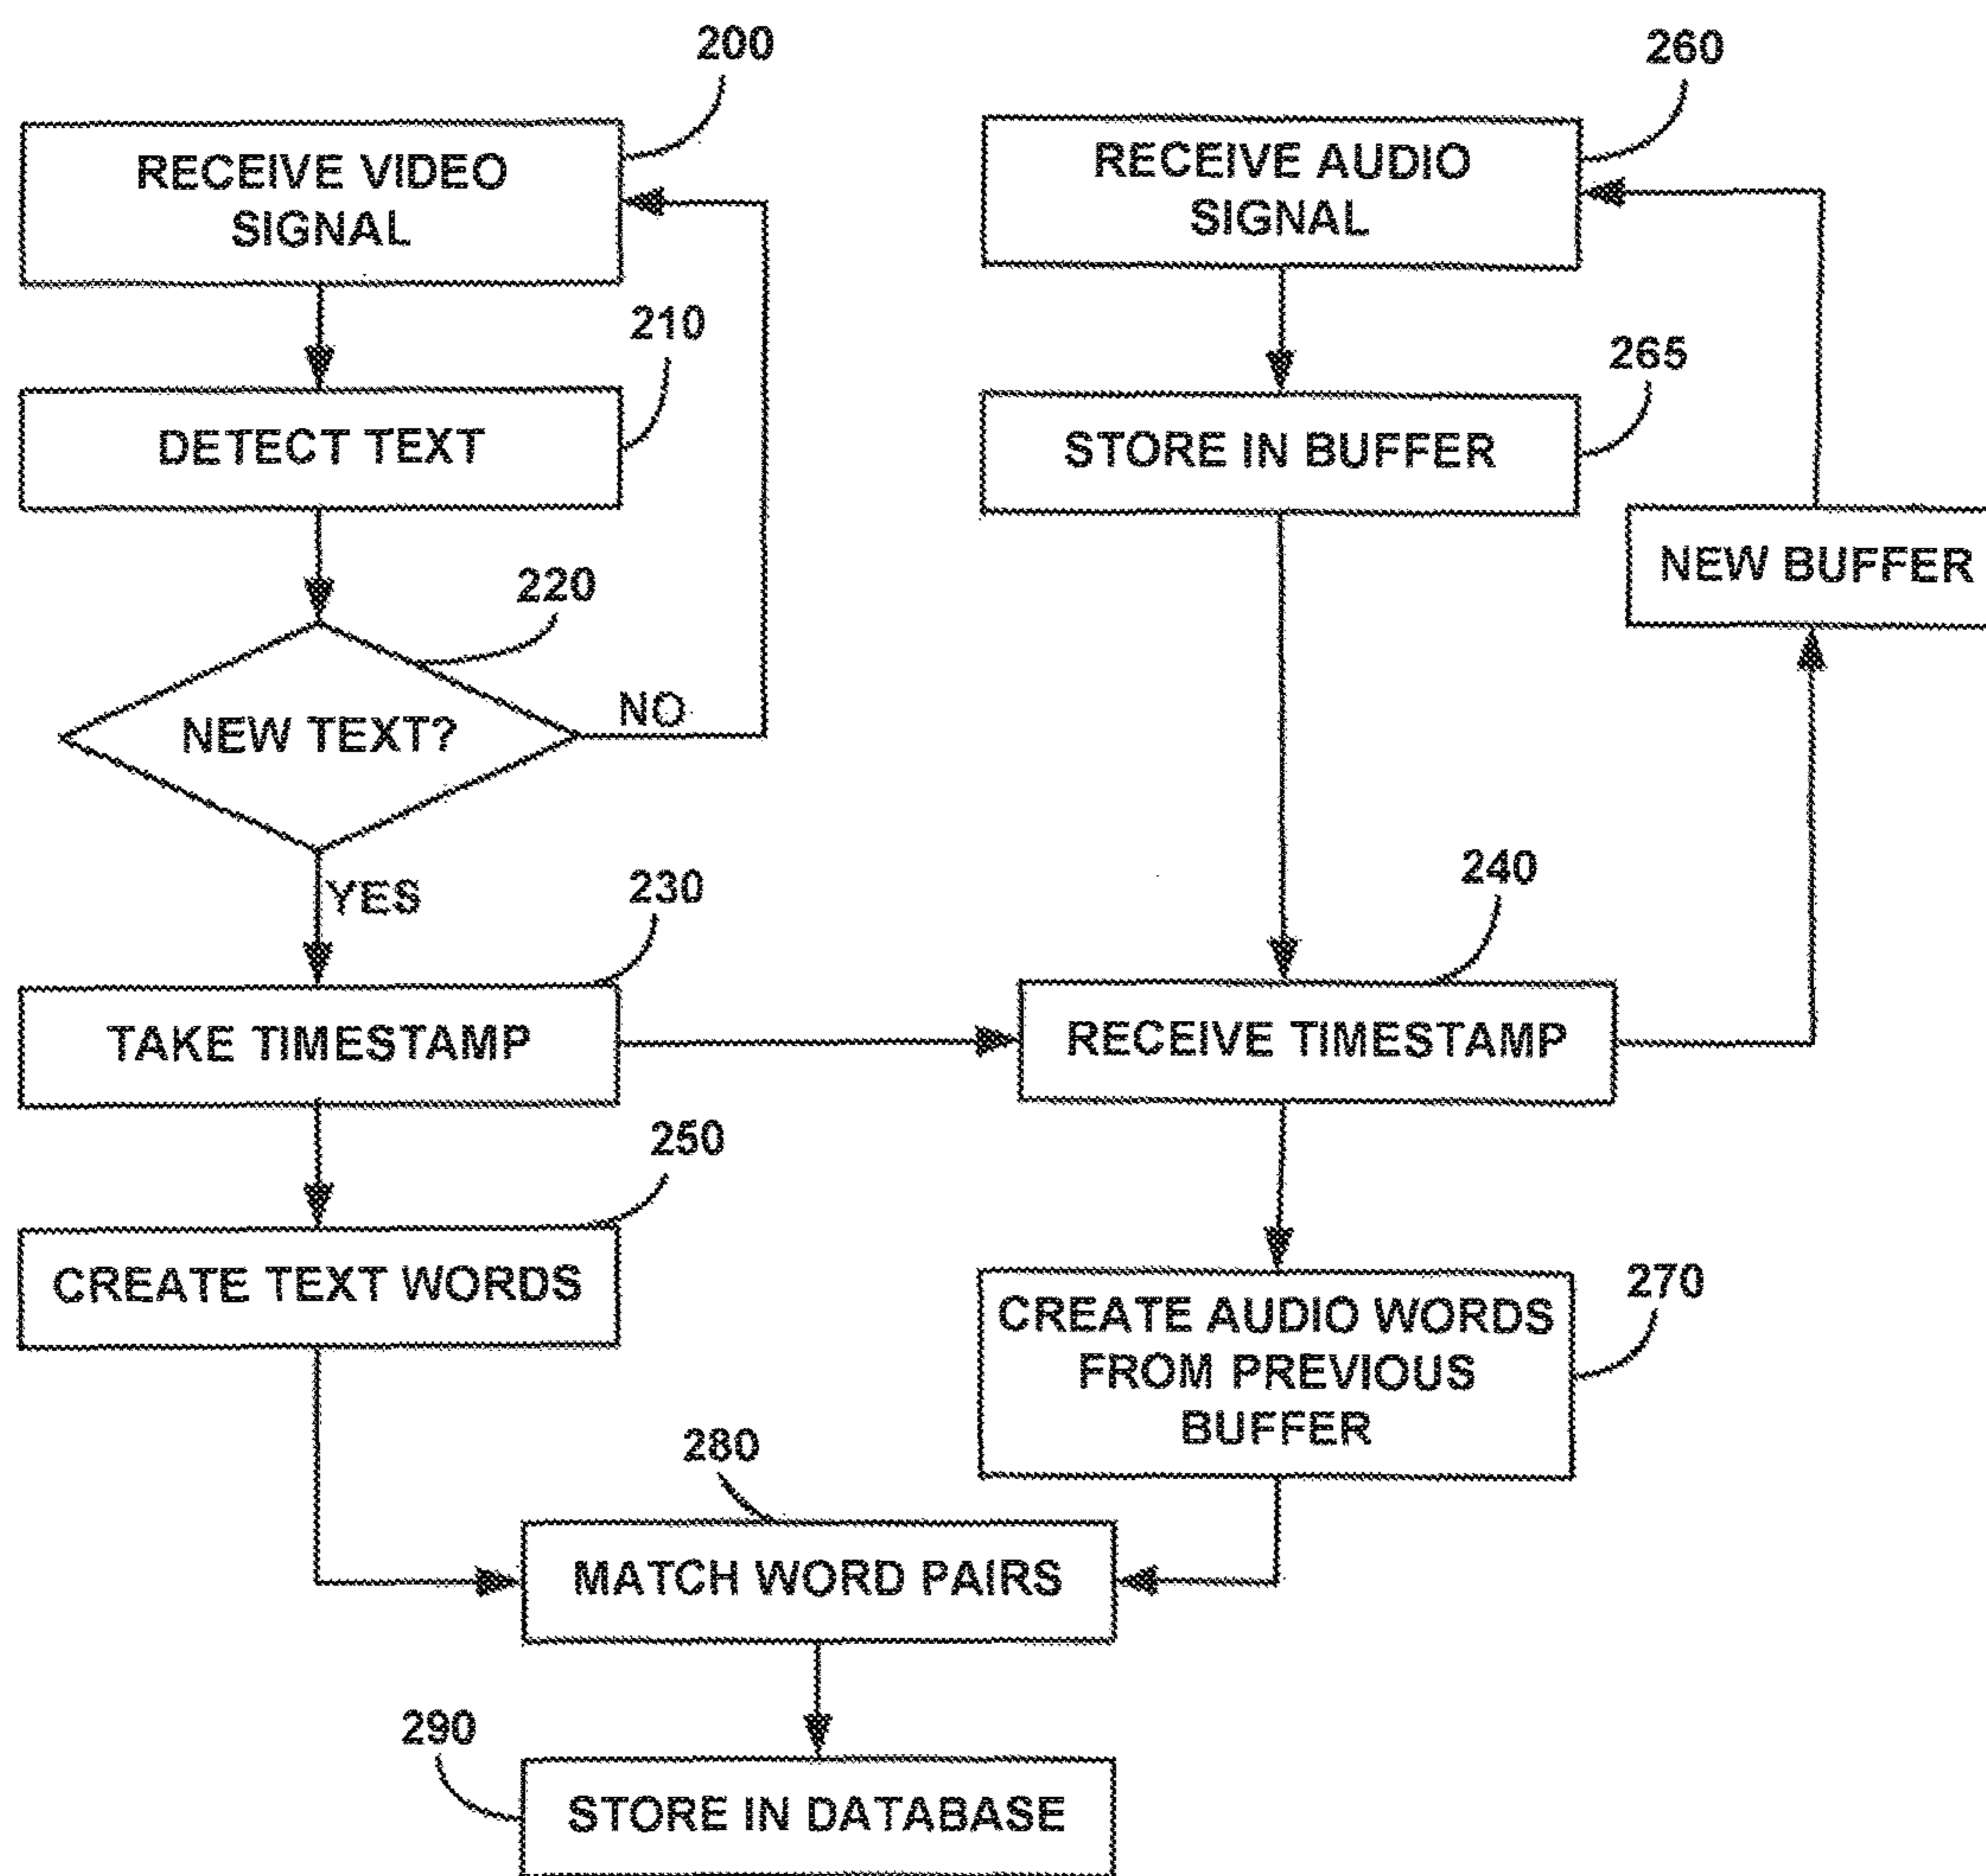 200
260
RECEIVE VIDEO
SIGNAL
RECEIVE AUDIO
SIGNAL
210
265
DETECT TEXT
STORE IN BUFFER
220
NEW BUFFER
NEW TEXT?
NO
YES
230
240
TAKE TIMESTAMP
RECEIVE TIMESTAMP
250
CREATE TEXT WORDS
270
CREATE AUDIO WORDS
FROM PREVIOUS
BUFFER
280
MATCH WORD PAIRS
290
STORE IN DATABASE